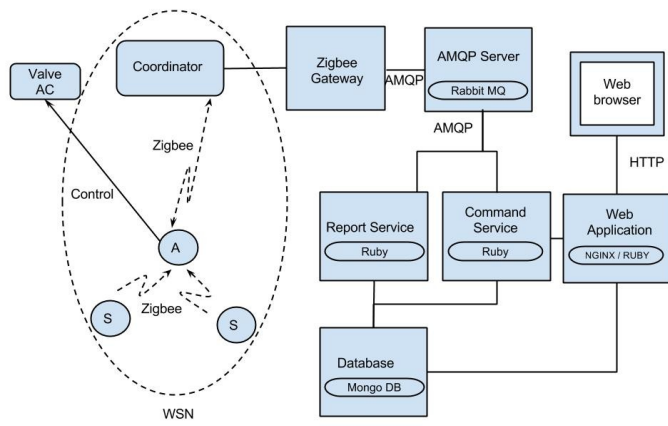 Valve
AC
Coordinator
Zigbee
Gateway
AMQP
AMQP Server
Rabbit MQ
Web
browser
AMQP
HTTP
Zigbee
Control
A
Report Service
Ruby
Command
Service
Ruby
Web
Application
NGINX / RUBY
S
Zigbee
S
Database
Mongo DB
WSN